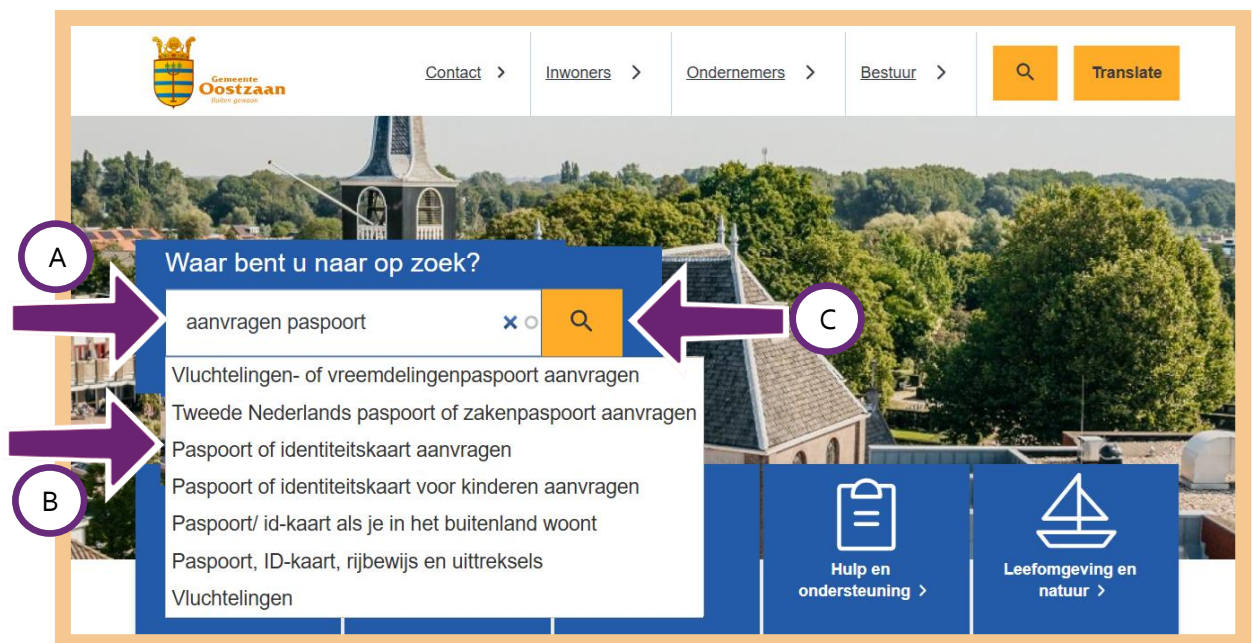 Gemeente
Oostzaan
Buiten gewoon
Contact
Inwoners
Ondernemers
Bestuur
Translate
A
Waar bent u naar op zoek?
aanvragen paspoort
C
Vluchtelingen- of vreemdelingenpaspoort aanvragen
Tweede Nederlands paspoort of zakenpaspoort aanvragen
Paspoort of identiteitskaart aanvragen
B
Paspoort of identiteitskaart voor kinderen aanvragen
Paspoort/ id-kaart als je in het buitenland woont
Paspoort, ID-kaart, rijbewijs en uittreksels
Vluchtelingen
Hulp en
ondersteuning
Leefomgeving en
natuur